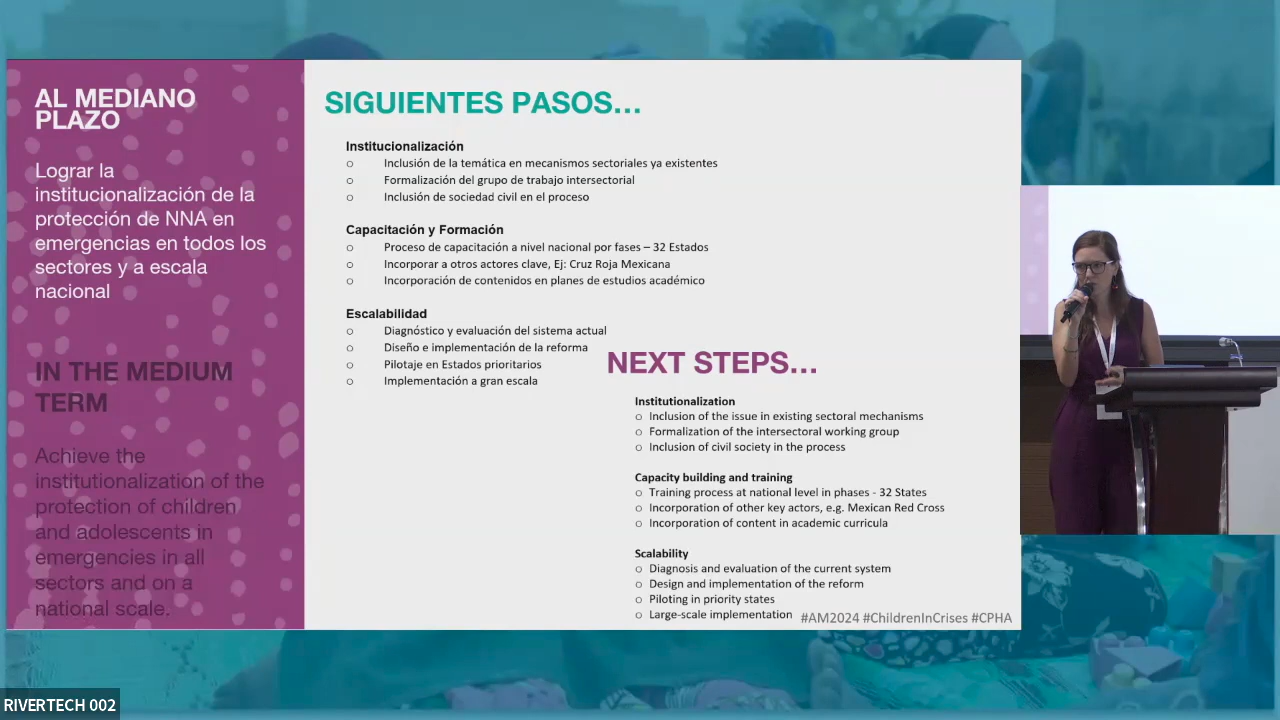 AL MEDIANO
PLAZO
Lograr la
institucionalización de la
protección de NNA en
emergencias en todos los
sectores y a escala
nacional
IN THE MEDIUM
TERM
Achieve the
institutionalization of the
protection of children
and adolescents in
emergencies in all
sectors and on a
national scale.
SIGUIENTES PASOS...
Institucionalización
o Inclusión de la temática en mecanismos sectoriales ya existentes
o Formalización del grupo de trabajo intersectorial
o Inclusión de sociedad civil en el proceso
Capacitación y Formación
o Proceso de capacitación a nivel nacional por fases – 32 Estados
o Incorporar a otros actores clave, Ej: Cruz Roja Mexicana
o Incorporación de contenidos en planes de estudios académico
Escalabilidad
o Diagnóstico y evaluación del sistema actual
o Diseño e implementación de la reforma
o Pilotaje en Estados prioritarios
o Implementación a gran escala
NEXT STEPS...
Institutionalization
o Inclusion of the issue in existing sectoral mechanisms
o Formalization of the intersectoral working group
o Inclusion of civil society in the process
Capacity building and training
o Training process at national level in phases - 32 States
o Incorporation of other key actors, e.g. Mexican Red Cross
o Incorporation of content in academic curricula
Scalability
o Diagnosis and evaluation of the current system
o Design and implementation of the reform
o Piloting in priority states
o Large-scale implementation
#AM2024 #ChildrenInCrises #CPHA
RIVERTECH 002